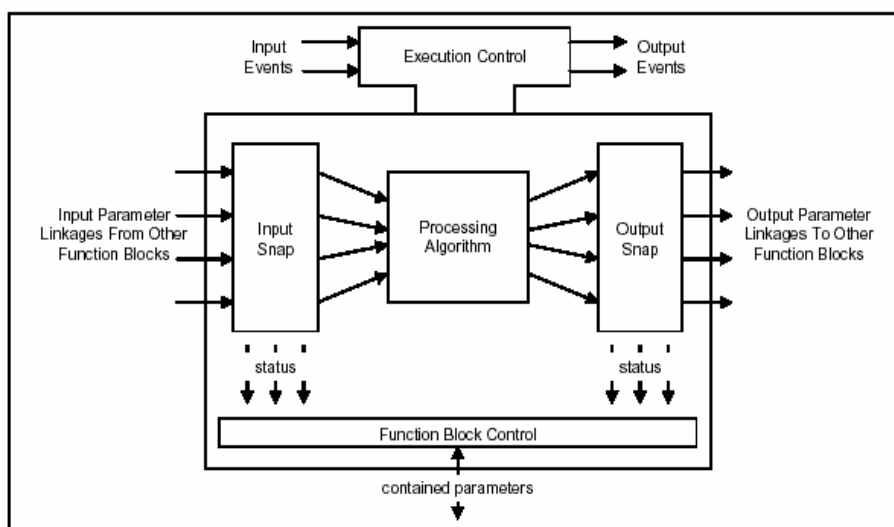 Input
Events
Execution Control
Output
Events
Input Parameter
Linkages From Other
Function Blocks
Input
Snap
Processing
Algorithm
Output
Snap
Output Parameter
Linkages To Other
Function Blocks
status
status
Function Block Control
contained parameters